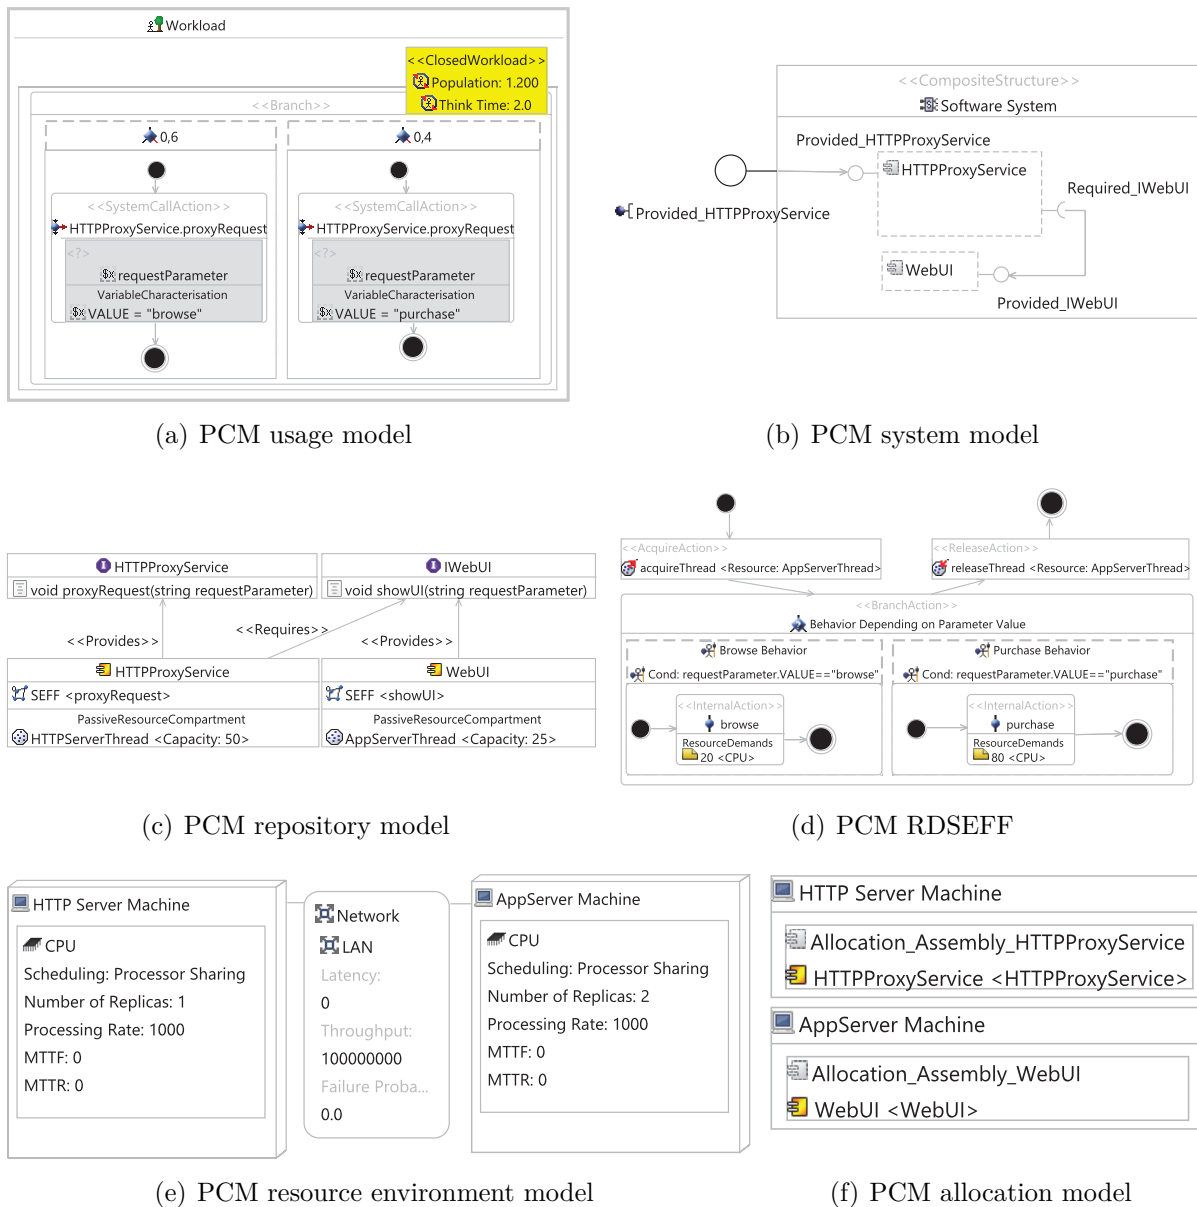 Workload
<<ClosedWorkload>>
Population: 1.200
Think Time: 2.0
<<Branch>>
0,6
0,4
<<SystemCallAction>>
<<SystemCallAction>>
HTTPProxyService.proxyRequest
HTTPProxyService.proxyRequest
<?>
<?>
requestParameter
requestParameter
VariableCharacterisation
VariableCharacterisation
VALUE = "browse"
VALUE = "purchase"
(a) PCM usage model
<<CompositeStructure>>
Software System
Provided_HTTPProxyService
HTTPProxyService
Required_IWebUI
Provided_HTTPProxyService
WebUI
Provided_IWebUI
(b) PCM system model
HTTPProxyService
IWebUI
void proxyRequest(string requestParameter)
void showUI(string requestParameter)
<<Provides>>
<<Requires>>
<<Provides>>
HTTPProxyService
WebUI
SEFF <proxyRequest>
SEFF <showUI>
PassiveResourceCompartment
PassiveResourceCompartment
HTTPServerThread <Capacity: 50>
AppServerThread <Capacity: 25>
(c) PCM repository model
<<AcquireAction>>
<<ReleaseAction>>
acquireThread <Resource: AppServerThread>
releaseThread <Resource: AppServerThread>
<<BranchAction>>
Behavior Depending on Parameter Value
Browse Behavior
Purchase Behavior
Cond: requestParameter.VALUE=="browse"
Cond: requestParameter.VALUE=="purchase"
<<InternalAction>>
<<InternalAction>>
browse
purchase
ResourceDemands
ResourceDemands
20 <CPU>
80 <CPU>
(d) PCM RDSEFF
HTTP Server Machine
CPU
Scheduling: Processor Sharing
Number of Replicas: 1
Processing Rate: 1000
MTTF: 0
MTTR: 0
Network
LAN
Latency:
0
Throughput:
100000000
Failure Proba...
0.0
AppServer Machine
CPU
Scheduling: Processor Sharing
Number of Replicas: 2
Processing Rate: 1000
MTTF: 0
MTTR: 0
(e) PCM resource environment model
HTTP Server Machine
Allocation_Assembly_HTTPProxyService
HTTPProxyService <HTTPProxyService>
AppServer Machine
Allocation_Assembly_WebUI
WebUI <WebUI>
(f) PCM allocation model